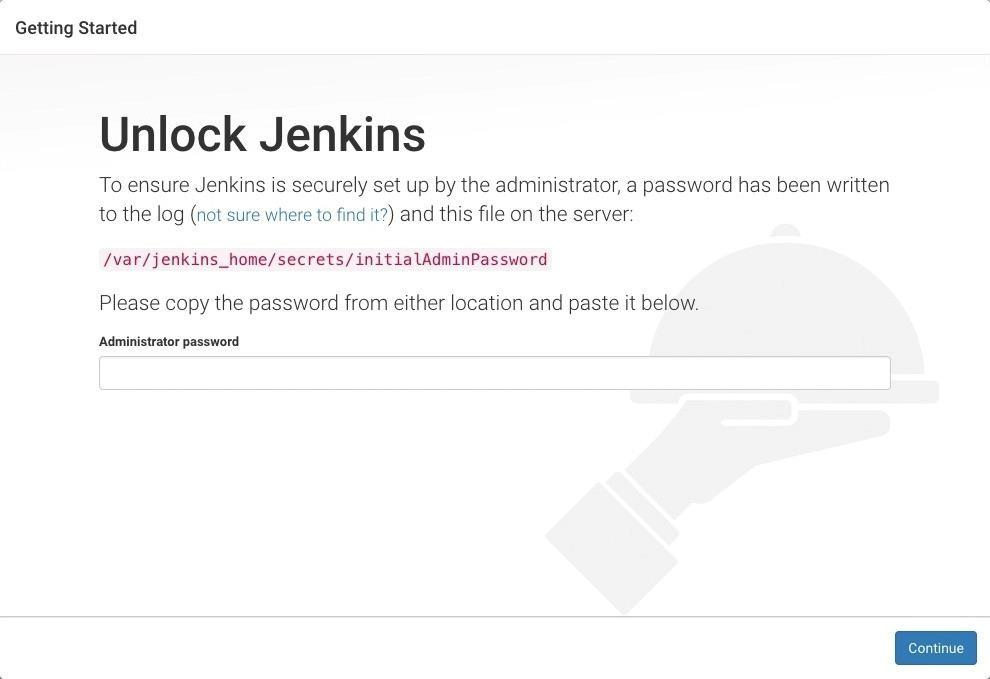 Getting Started
Unlock Jenkins
To ensure Jenkins is securely set up by the administrator, a password has been written
to the log (not sure where to find it?) and this file on the server:
/var/jenkins_home/secrets/initialAdminPassword
Please copy the password from either location and paste it below.
Administrator password
Continue